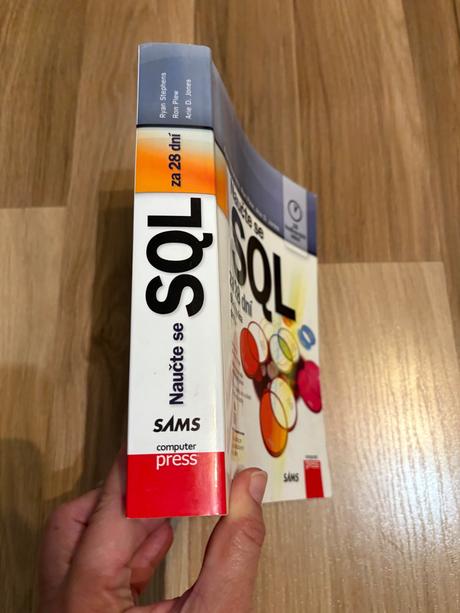 Ryan Stephens
Ron Plew
Arie D. Jones
Naučte se
SQL
za 28 dní
SAMS
computer
press
Naučte se
SQL
za 28 dní
SAMS
press